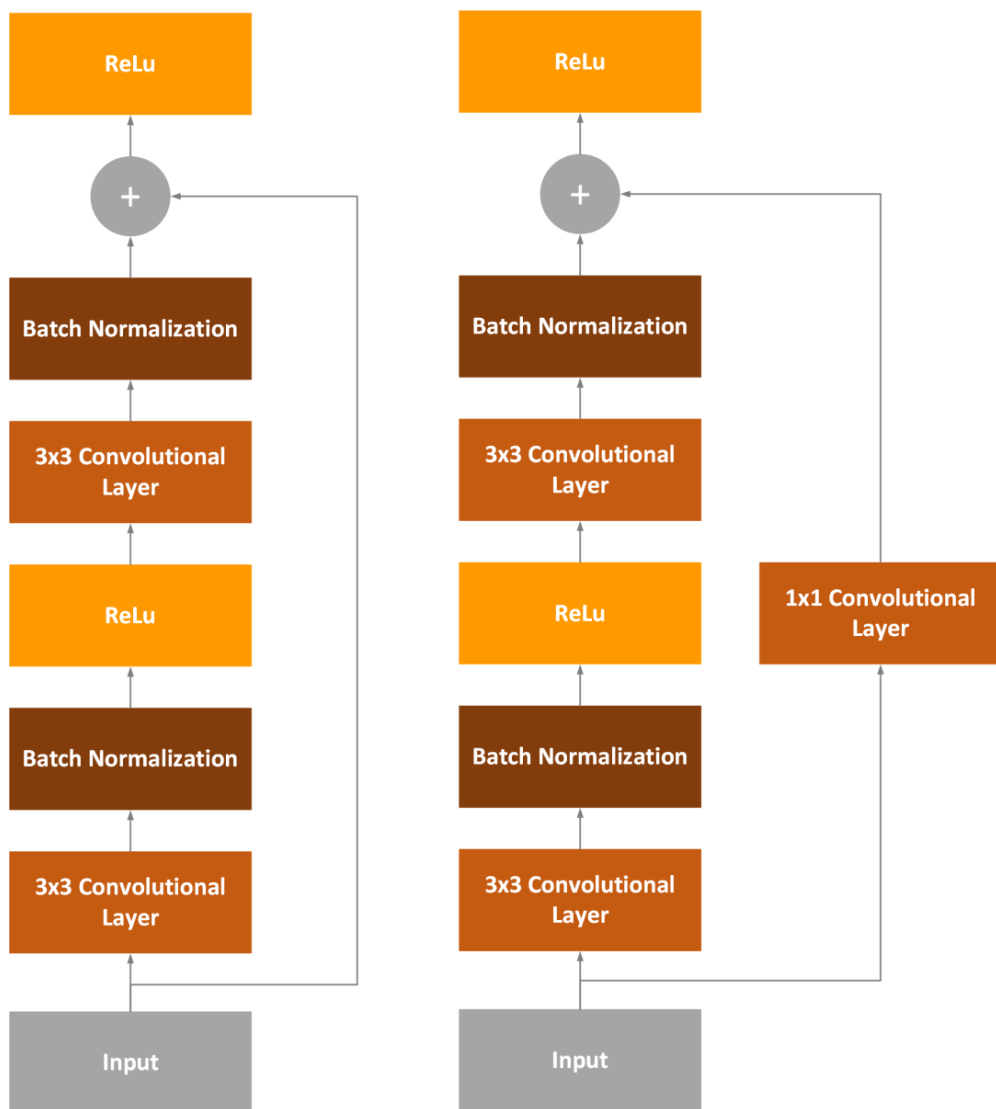 ReLu
+
Batch Normalization
3x3 Convolutional
Layer
ReLu
Batch Normalization
3x3 Convolutional
Layer
Input
ReLu
+
Batch Normalization
3x3 Convolutional
Layer
ReLu
Batch Normalization
3x3 Convolutional
Layer
Input
1x1 Convolutional
Layer